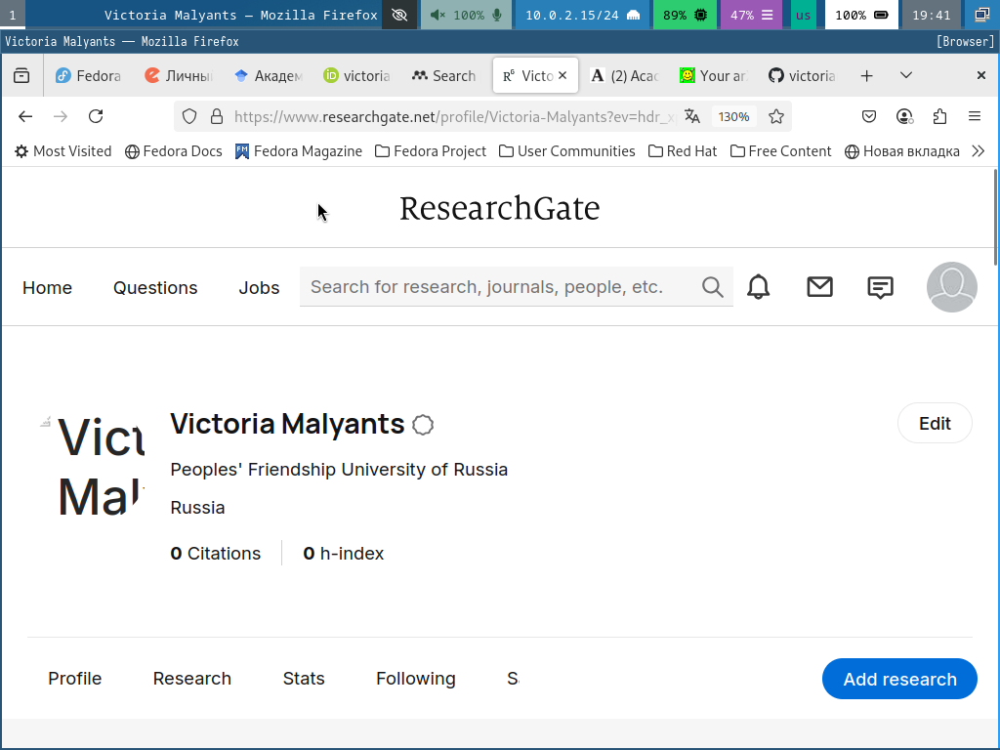 1 Victoria Malyants — Mozilla Firefox 100% 10.0.2.15/24 89% 47% us 100% 19:41
Victoria Malyants — Mozilla Firefox [Browser]
Fedora Личны Академ victoria Search Victo (2) Aca Your ar victoria
https://www.researchgate.net/profile/Victoria-Malyants?ev=hdr_x 130%
Most Visited Fedora Docs Fedora Magazine Fedora Project User Communities Red Hat Free Content Новая вкладка
ResearchGate
Home Questions Jobs Search for research, journals, people, etc.
Victoria Malyants Edit
Peoples' Friendship University of Russia
Russia
0 Citations 0 h-index
Profile Research Stats Following S Add research